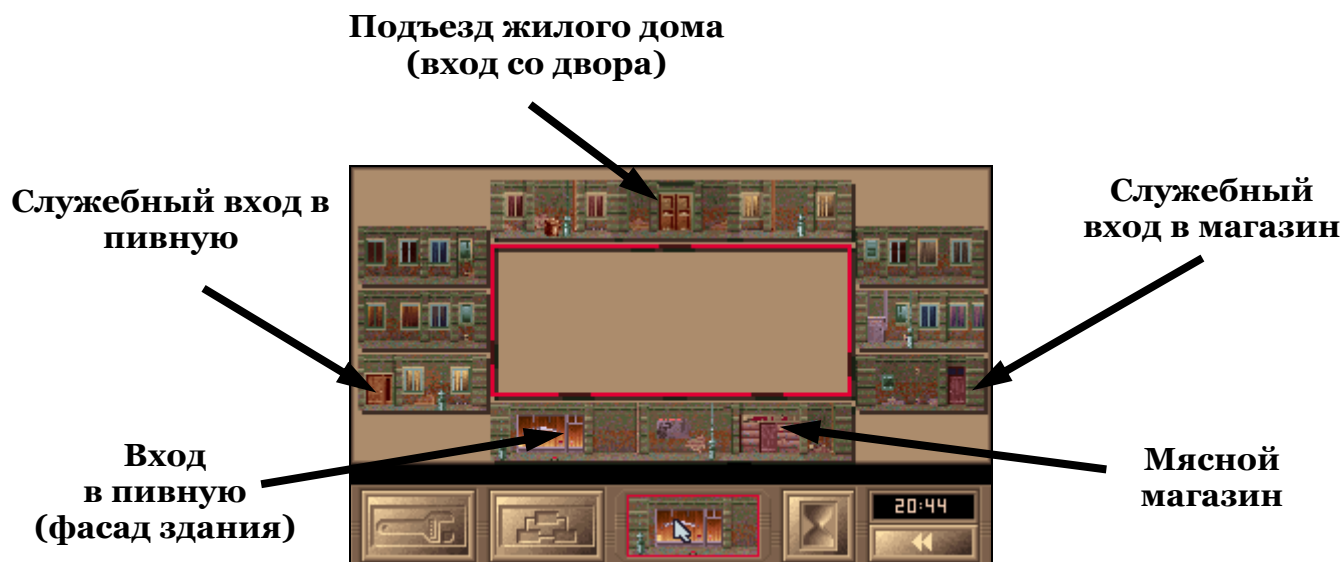 Подъезд жилого дома
(вход со двора)
Служебный вход в
пивную
Служебный
вход в магазин
Вход
в пивную
(фасад здания)
Мясной
магазин
20:44